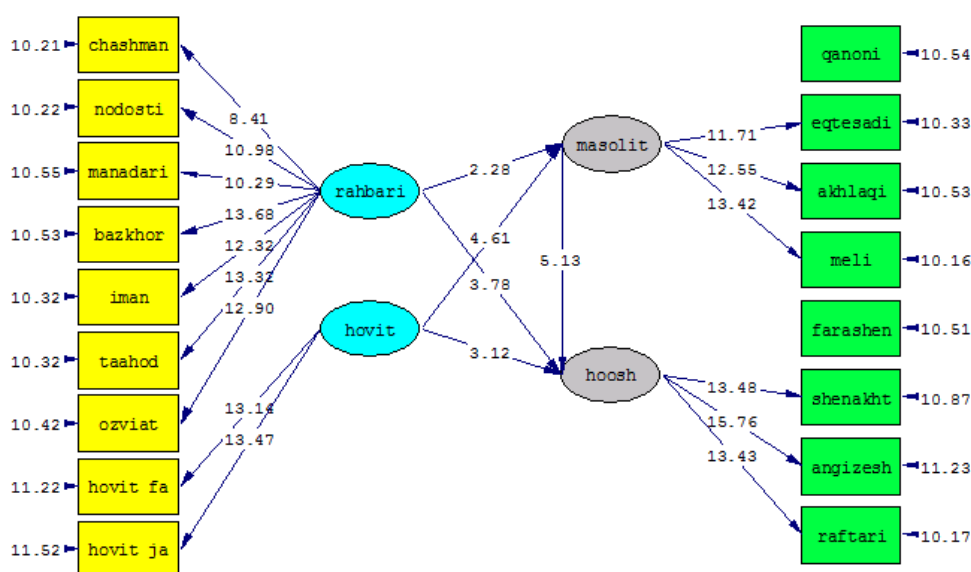 10.21 chashman
10.22 nodosti
10.55 manadari
10.53 bazkhor
10.32 iman
10.32 taahod
10.42 ozviat
11.22 hovit fa
11.52 hovit ja
8.41
10.98
10.29
13.68
12.32
13.32
12.90
13.14
13.47
rahbari
hovit
2.28
4.61
3.78
3.12
5.13
masolit
hoosh
11.71
12.55
13.42
13.48
15.76
13.43
qanoni 10.54
eqtesadi 10.33
akhlaqi 10.53
meli 10.16
farashen 10.51
shenakht 10.87
angizesh 11.23
raftari 10.17